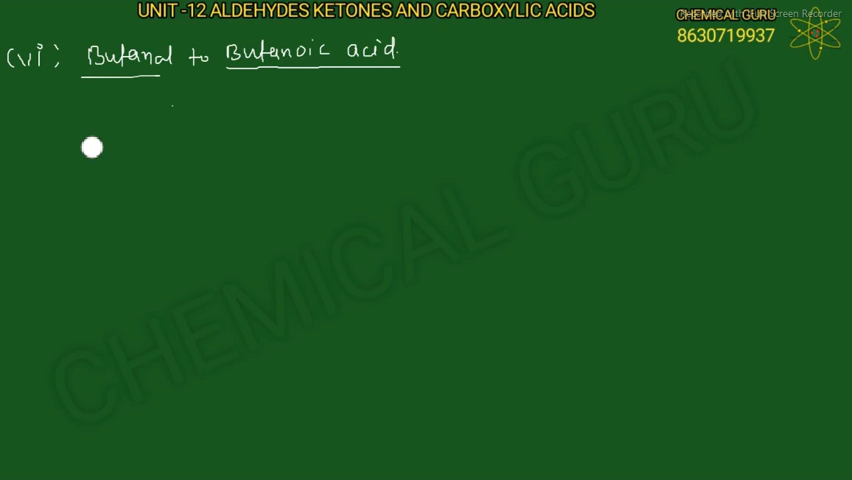 UNIT -12 ALDEHYDES KETONES AND CARBOXYLIC ACIDS
CHEMICAL GURU
8630719937
(vi) Butanal to Butanoic acid.
CHEMICAL GURU